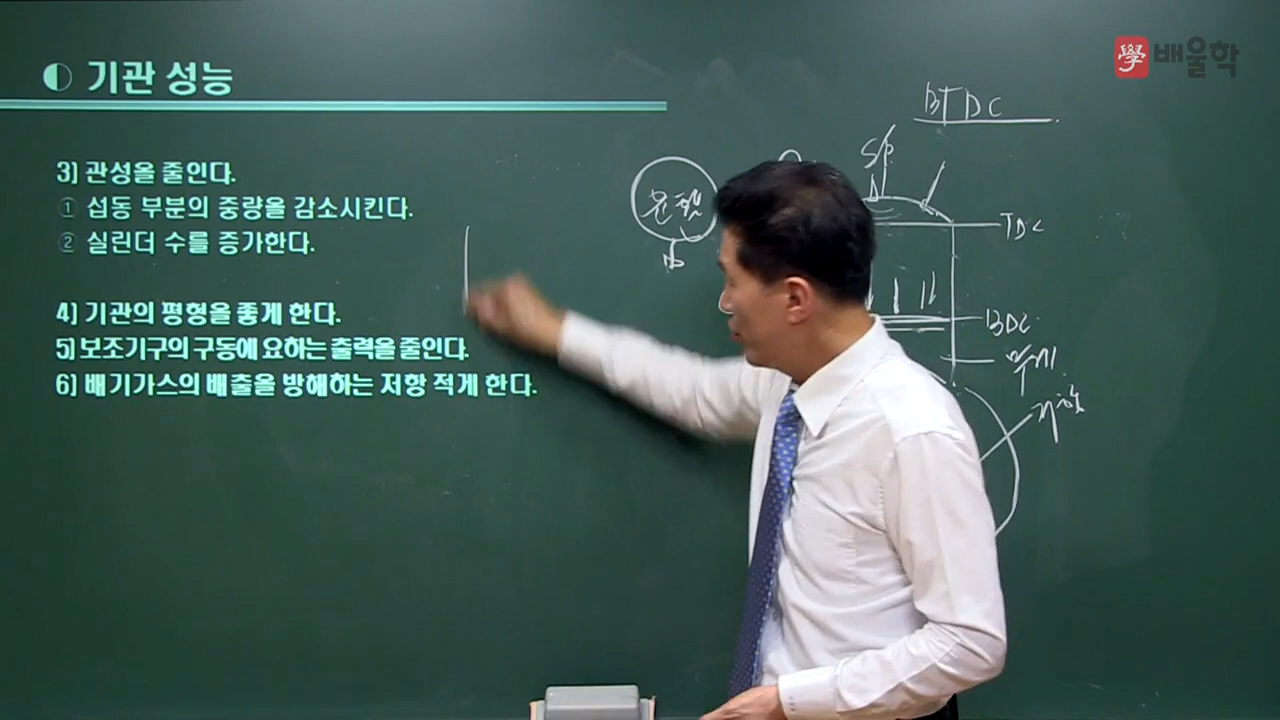 學 배울학
기관 성능
3] 관성을 줄인다.
① 섭동 부분의 중량을 감소시킨다.
② 실린더 수를 증가한다.
4] 기관의 평형을 좋게 한다.
5] 보조기구의 구동에 요하는 출력을 줄인다.
6] 배기가스의 배출을 방해하는 저항 적게 한다.
BTDC
S/P
TDC
BDC
무게